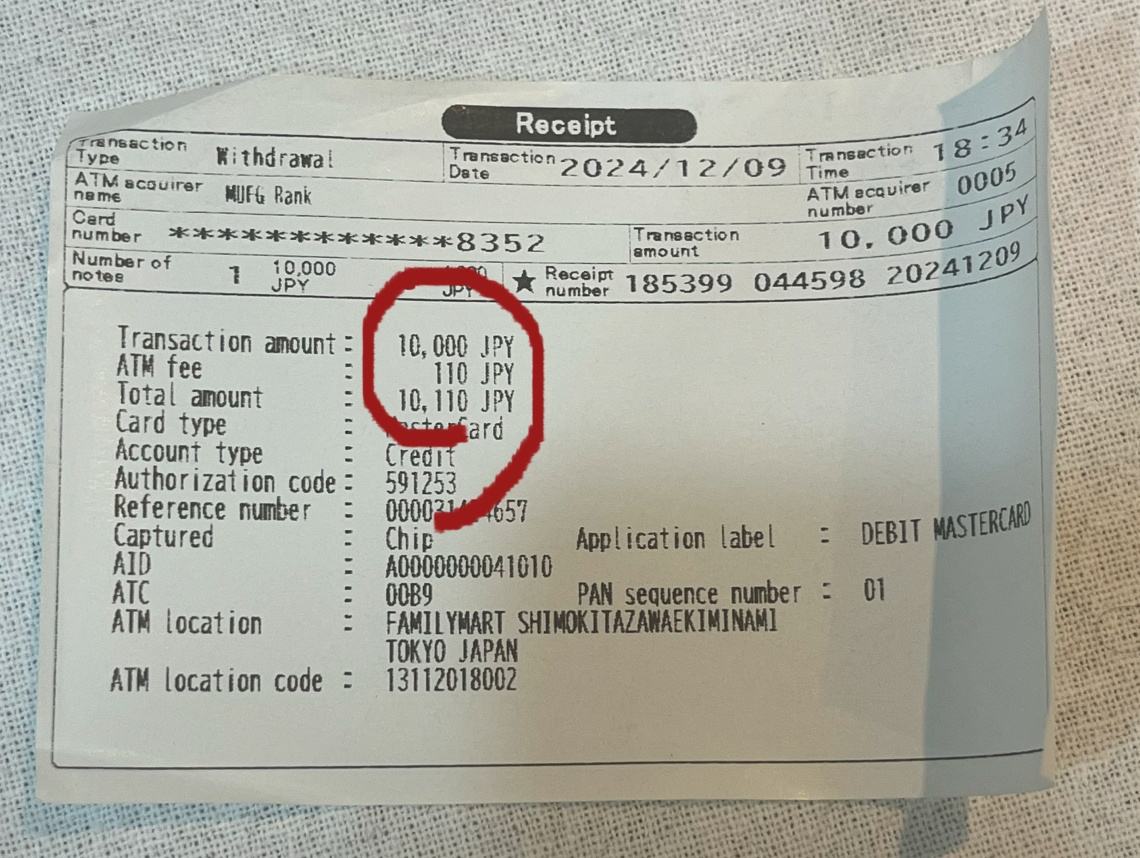 Receipt
Transaction Type Withdrawal Transaction Date 2024/12/09 Transaction Time 18:34
ATM acquirer name MUFG Bank ATM acquirer number 0005
Card number ************8352 Transaction amount 10,000 JPY
Number of notes 1 10,000 JPY JPY ★ Receipt number 185399 044598 20241209
Transaction amount : 10,000 JPY
ATM fee : 110 JPY
Total amount : 10,110 JPY
Card type :
Account type : Credit
Authorization code : 591253
Reference number :
Captured : Chip Application label : DEBIT MASTERCARD
AID : A0000000041010
ATC : 00B9 PAN sequence number : 01
ATM location : FAMILYMART SHIMOKITAZAWAEKIMINAMI
TOKYO JAPAN
ATM location code : 13112018002